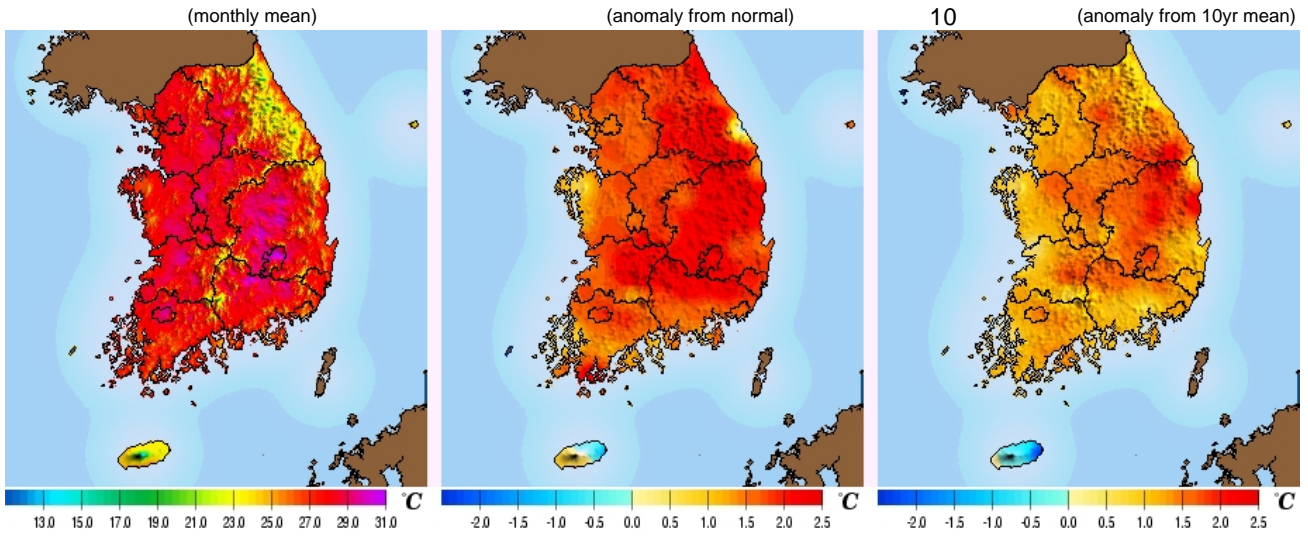 (monthly mean)
(anomaly from normal)
10 (anomaly from 10yr mean)
13.0 15.0 17.0 19.0 21.0 23.0 25.0 27.0 29.0 31.0 °C
-2.0 -1.5 -1.0 -0.5 0.0 0.5 1.0 1.5 2.0 2.5 °C
-2.0 -1.5 -1.0 -0.5 0.0 0.5 1.0 1.5 2.0 2.5 °C